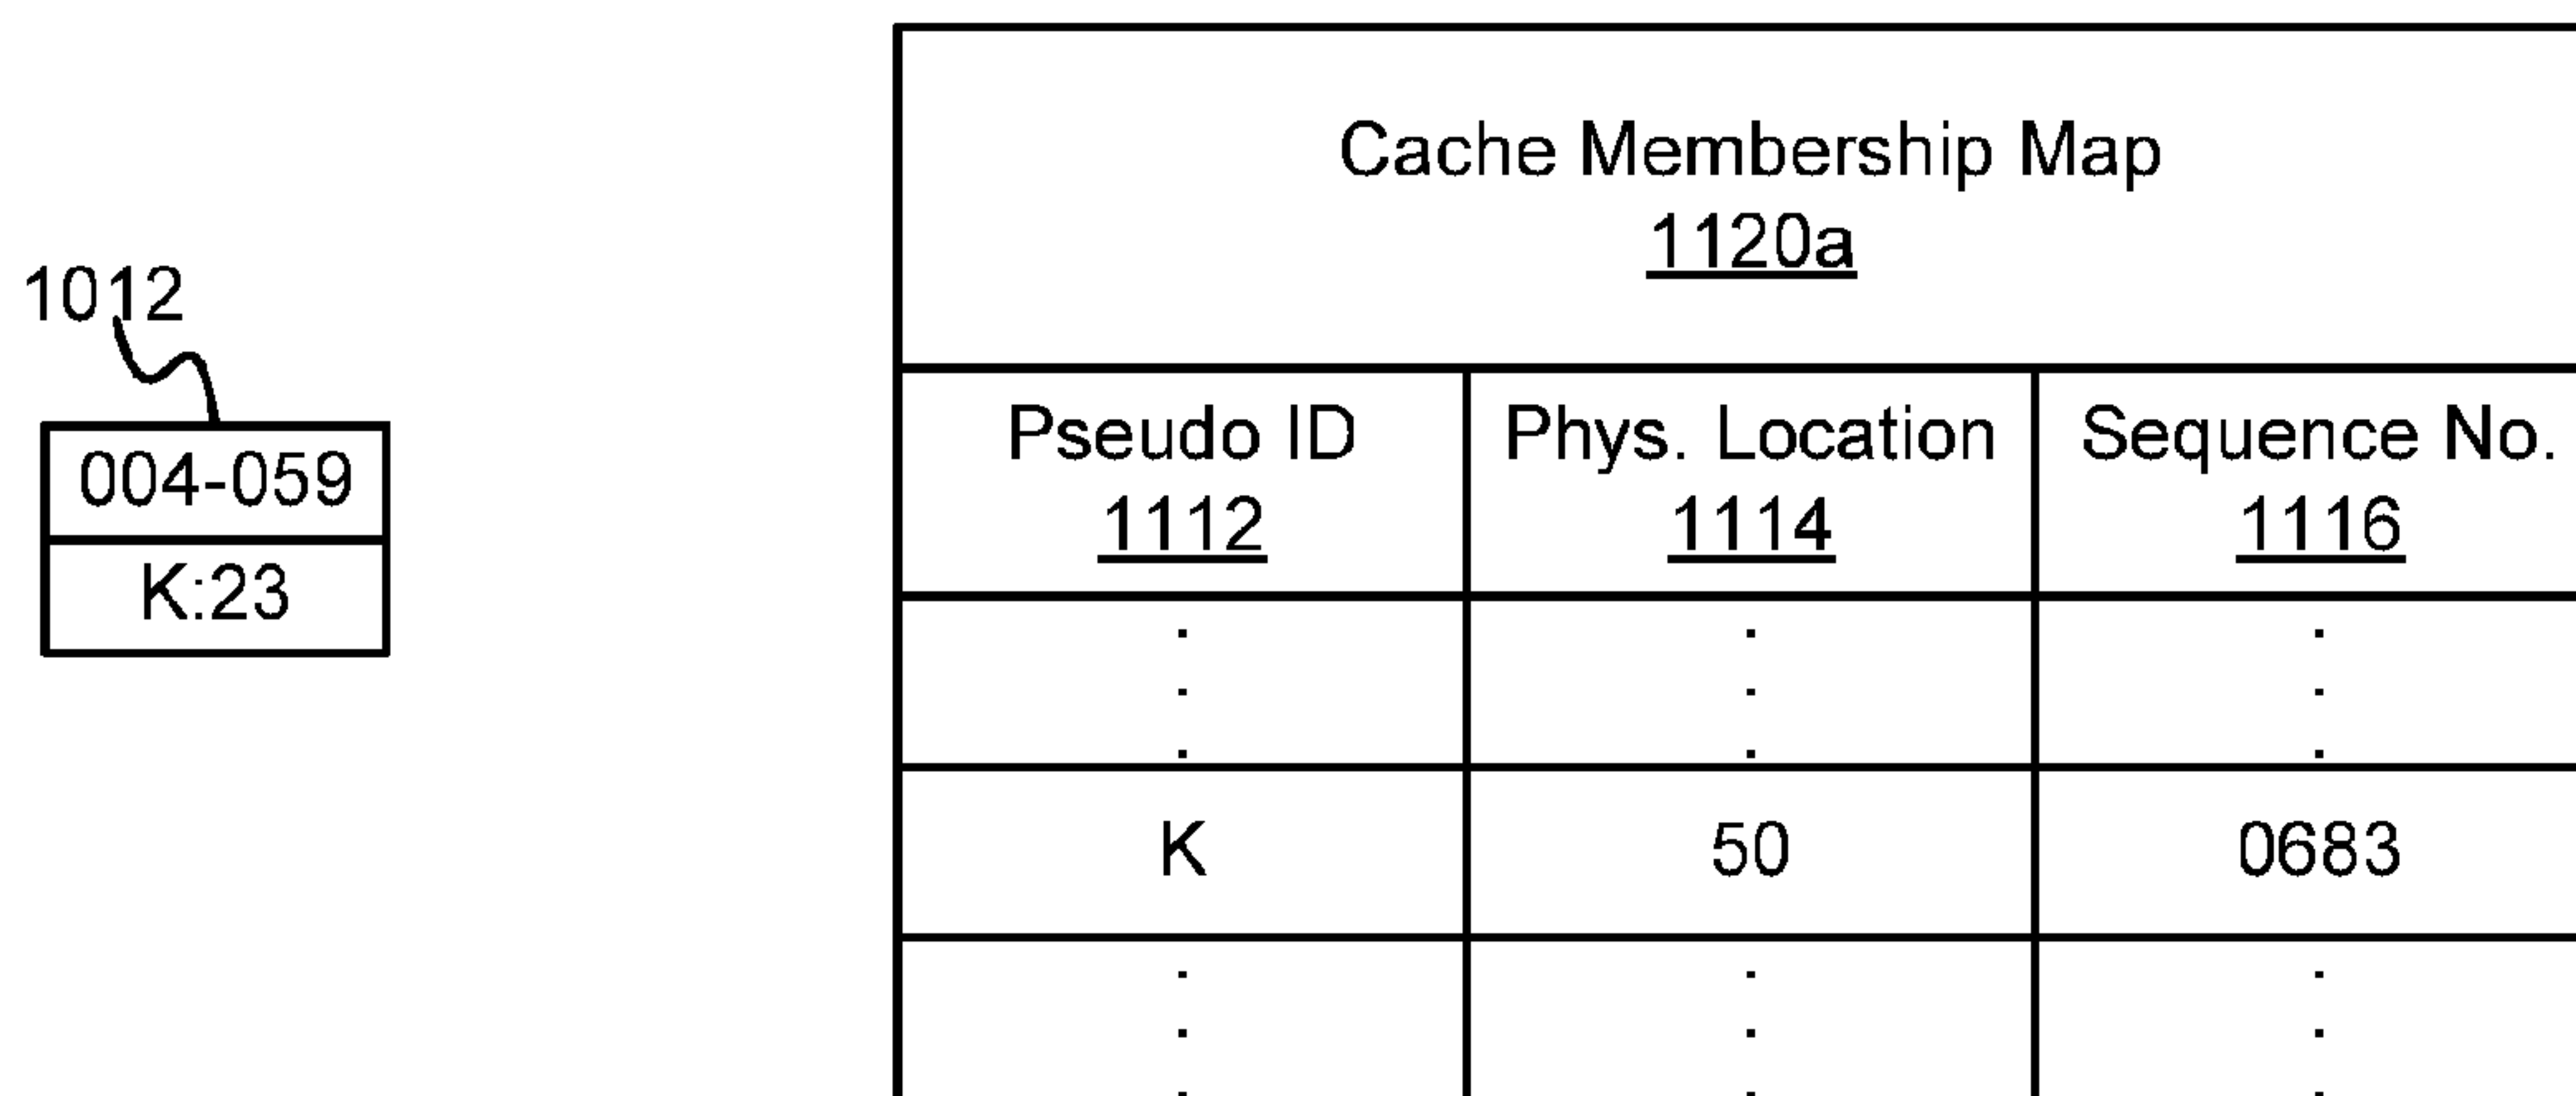 1012
004-059
K:23
Cache Membership Map
1120a
Pseudo ID Phys. Location Sequence No.
1112 1114 1116
K 50 0683